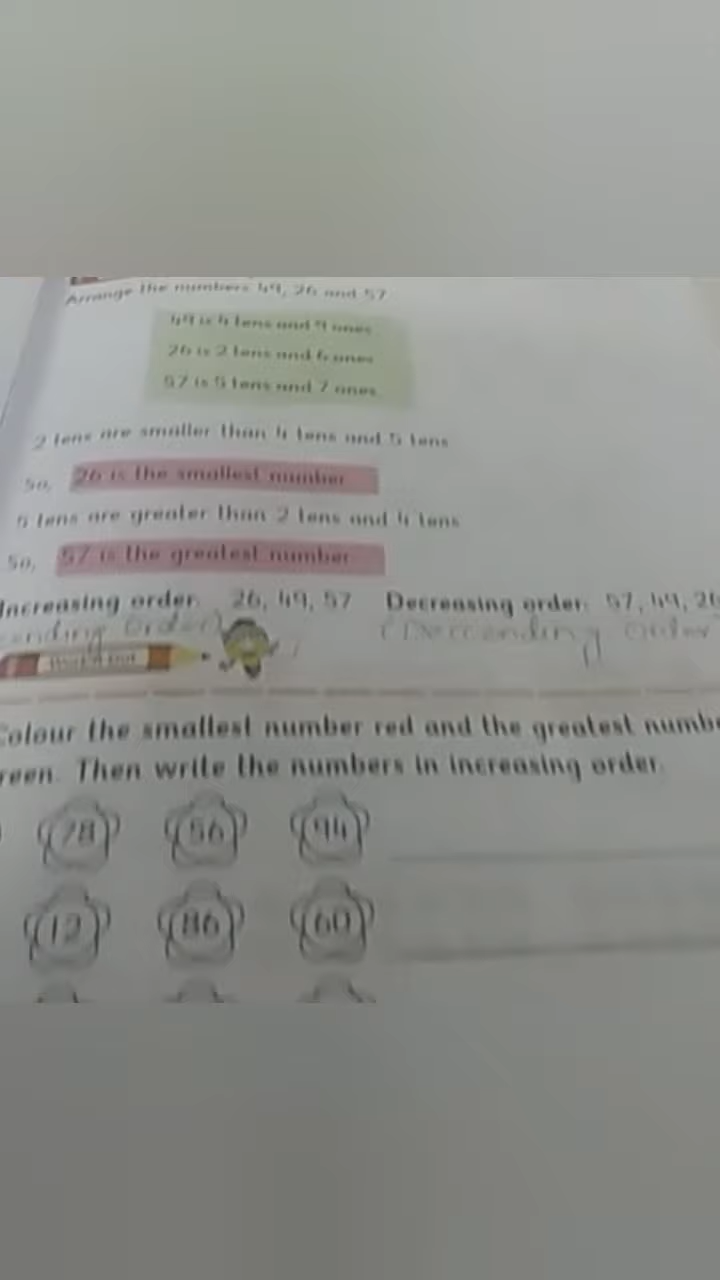 Arrange the numbers 49, 26 and 57
49 is 4 tens and 9 ones
26 is 2 tens and 6 ones
57 is 5 tens and 7 ones
2 tens are smaller than 4 tens and 5 tens
So, 26 is the smallest number
5 tens are greater than 2 tens and 4 tens
So, 57 is the greatest number
Increasing order: 26, 49, 57 Decreasing order: 57, 49, 26
cending order) (Decending order
Colour the smallest number red and the greatest numbe
reen. Then write the numbers in increasing order.
78 56 94
12 86 60